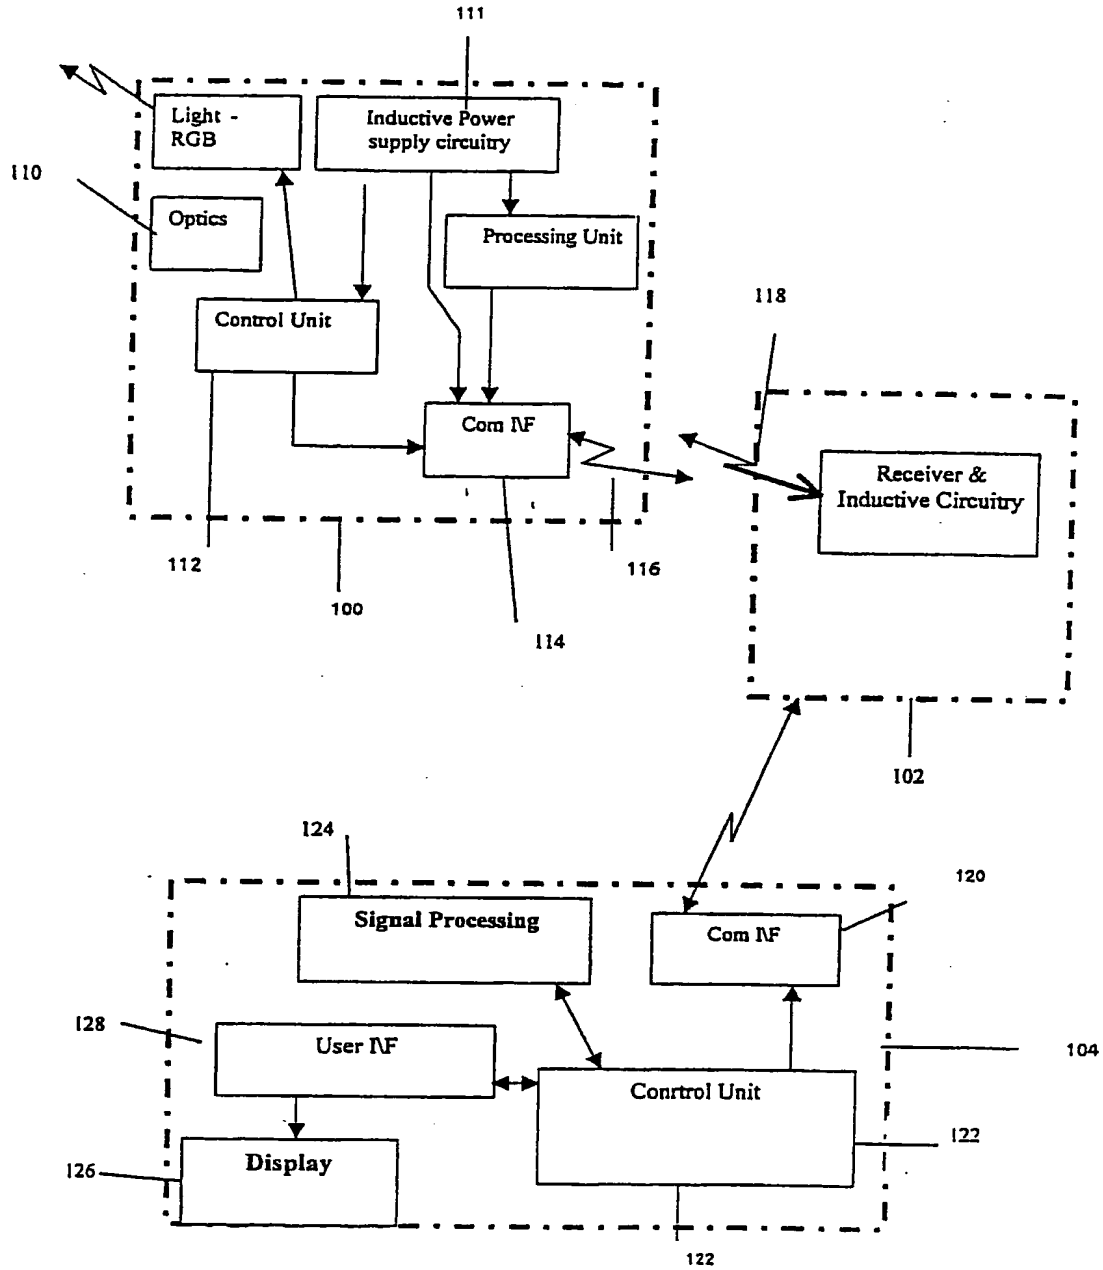 111
Light -
RGB
Inductive Power
supply circuitry
110
Optics
Processing Unit
118
Control Unit
Com I\F
Receiver &
Inductive Circuitry
112
116
100
114
102
124
120
Signal Processing
Com I\F
128
User I\F
104
Conrtrol Unit
122
Display
126
122